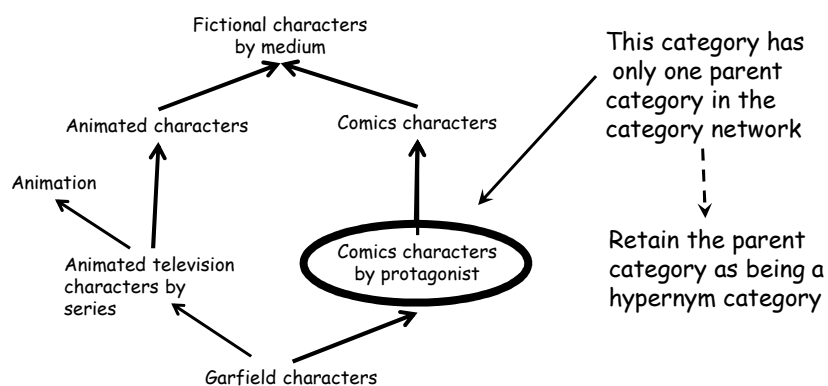 Fictional characters
by medium
This category has
only one parent
category in the
category network
Animated characters
Comics characters
Animation
Comics characters
by protagonist
Animated television
characters by
series
Retain the parent
category as being a
hypernym category
Garfield characters